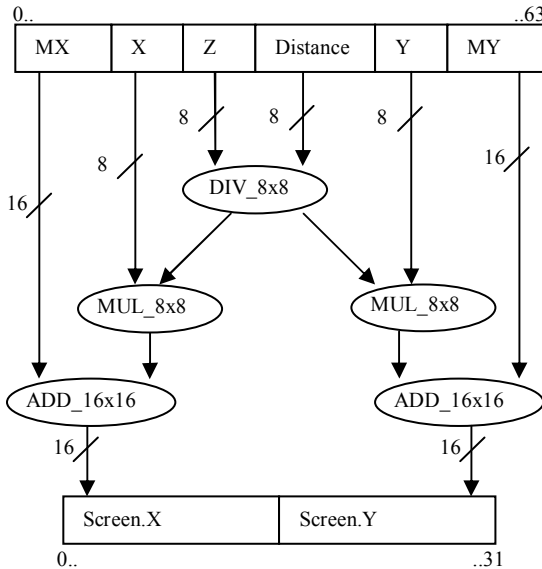 0.. ..63
MX X Z Distance Y MY
8 8 8
8 16
16
DIV_8x8
MUL_8x8 MUL_8x8
ADD_16x16 ADD_16x16
16 16
Screen.X Screen.Y
0.. ..31